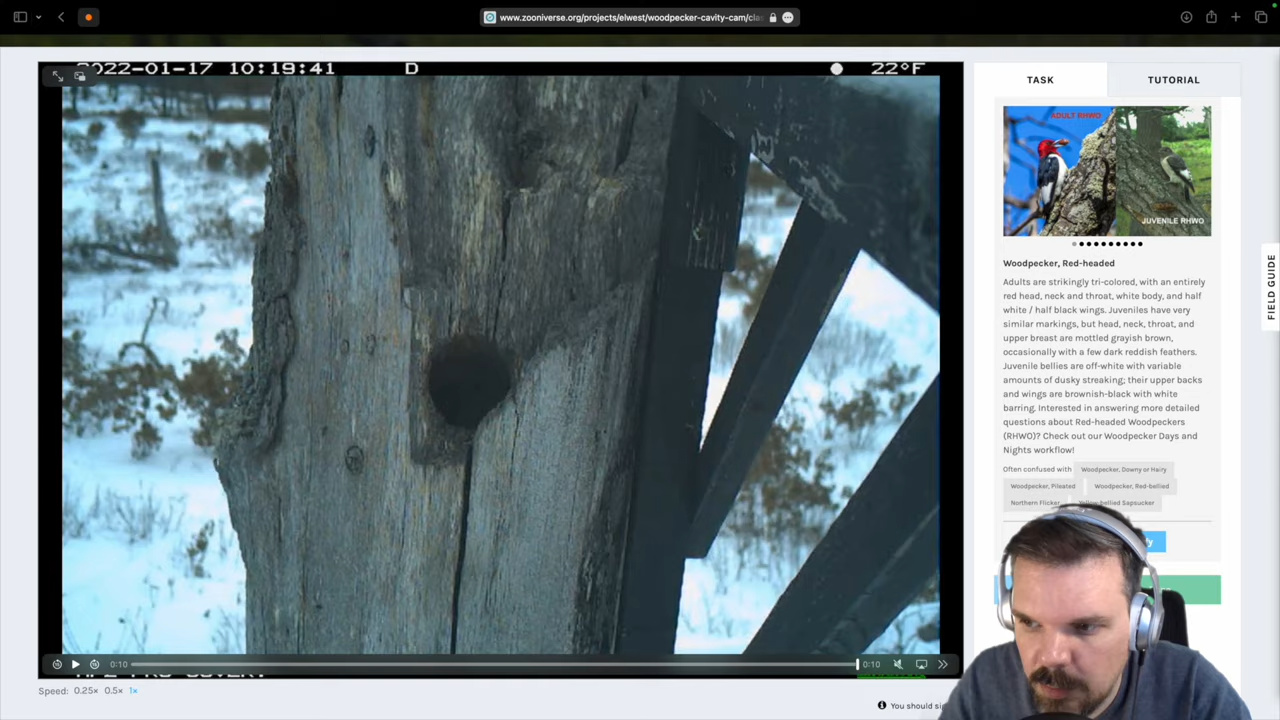 www.zooniverse.org/projects/elwest/woodpecker-cavity-cam/cla
2022-01-17 10:19:41 D 22°F
TASK
TUTORIAL
ADULT RHWO
JUVENILE RHWO
Woodpecker, Red-headed
Adults are strikingly tri-colored, with an entirely
red head, neck and throat, white body, and half
white / half black wings. Juveniles have very
similar markings, but head, neck, throat, and
upper breast are mottled grayish brown,
occasionally with a few dark reddish feathers.
Juvenile bellies are off-white with variable
amounts of dusky streaking; their upper backs
and wings are brownish-black with white
barring. Interested in answering more detailed
questions about Red-headed Woodpeckers
(RHWO)? Check out our Woodpecker Days and
Nights workflow!
Often confused with
Woodpecker, Downy or Hairy
Woodpecker, Pileated
Woodpecker, Red-bellied
Northern Flicker
Yellow-bellied Sapsucker
FIELD GUIDE
0:10
0:10
Speed: 0.25× 0.5× 1×
You should si